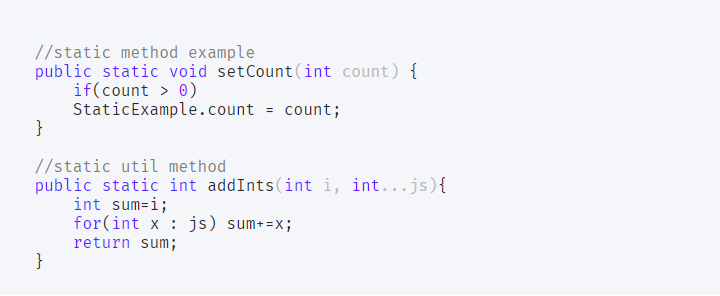 //static method example
public static void setCount(int count) {
    if(count > 0)
    StaticExample.count = count;
}

//static util method
public static int addInts(int i, int...js){
    int sum=i;
    for(int x : js) sum+=x;
    return sum;
}